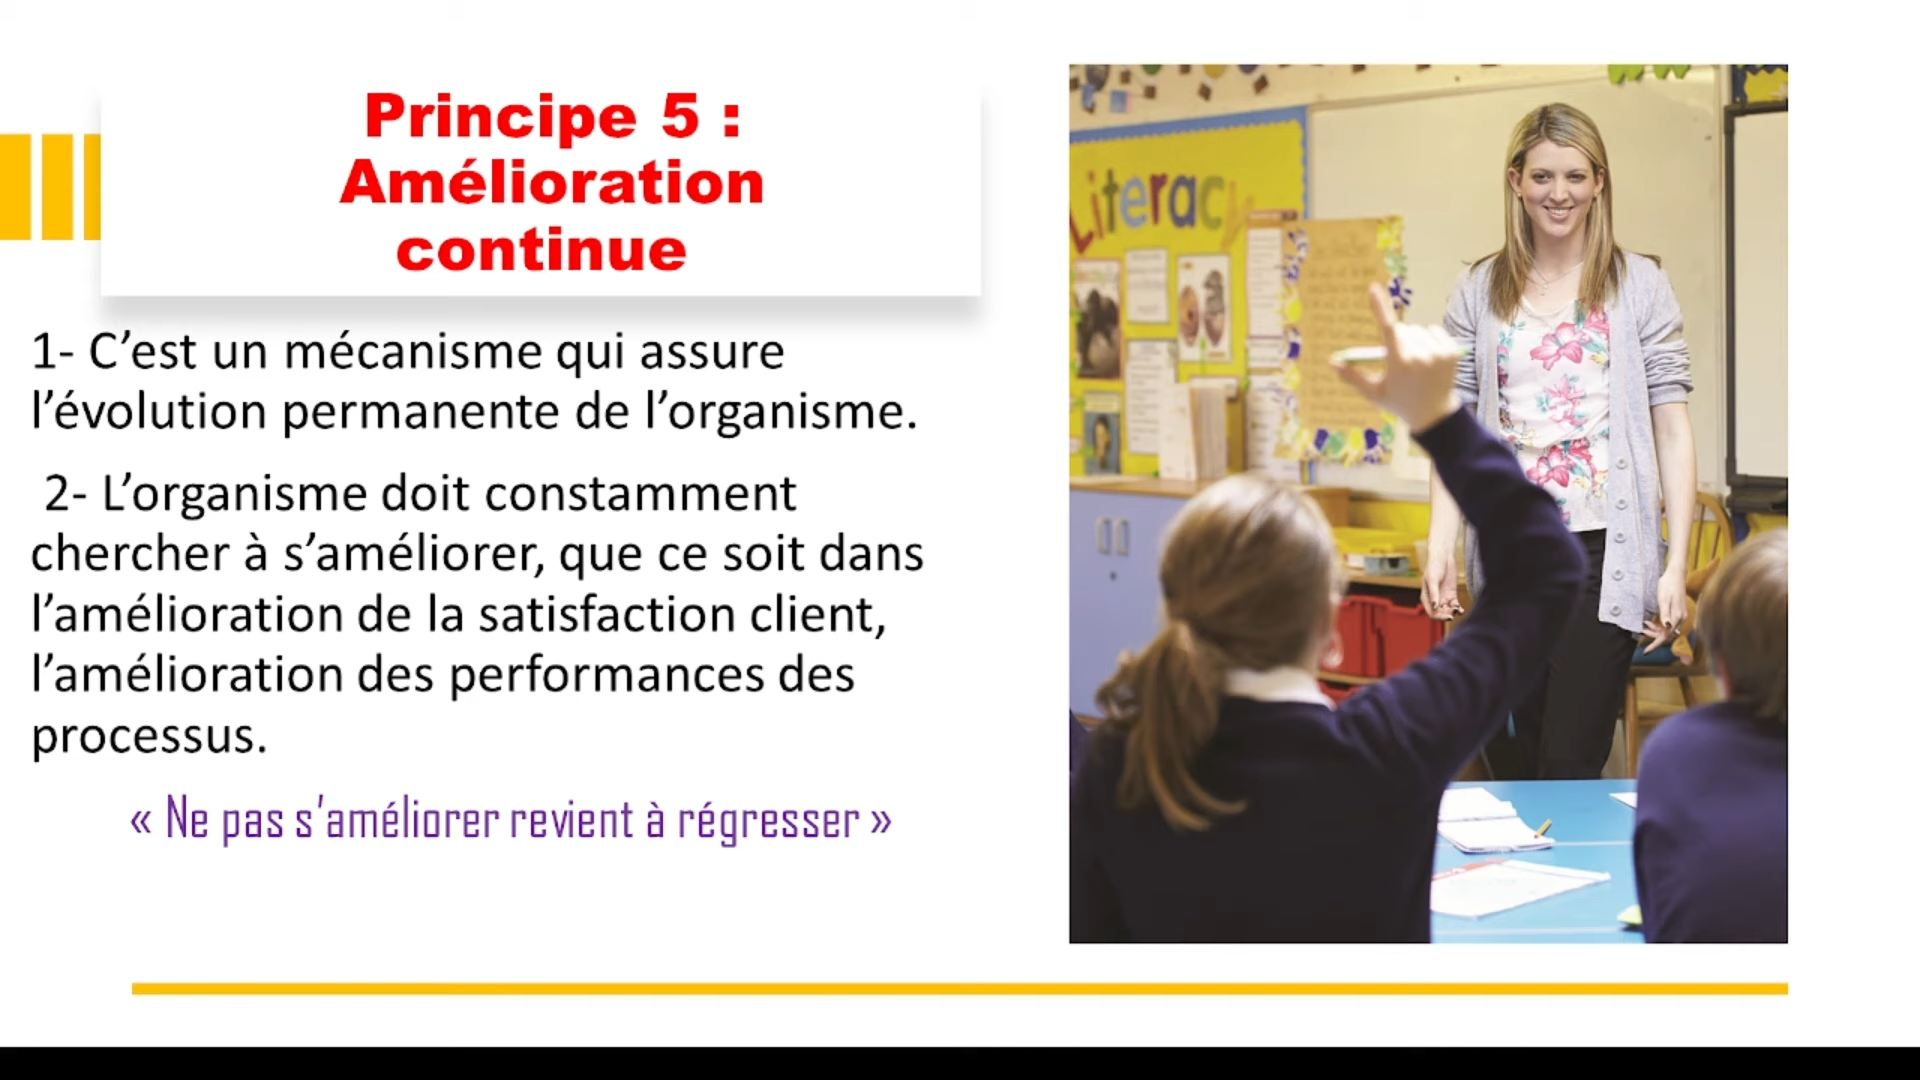 Principe 5 :
Amélioration
continue
1- C’est un mécanisme qui assure
l’évolution permanente de l’organisme.
2- L’organisme doit constamment
chercher à s’améliorer, que ce soit dans
l’amélioration de la satisfaction client,
l’amélioration des performances des
processus.
« Ne pas s’améliorer revient à régresser »
Literacy